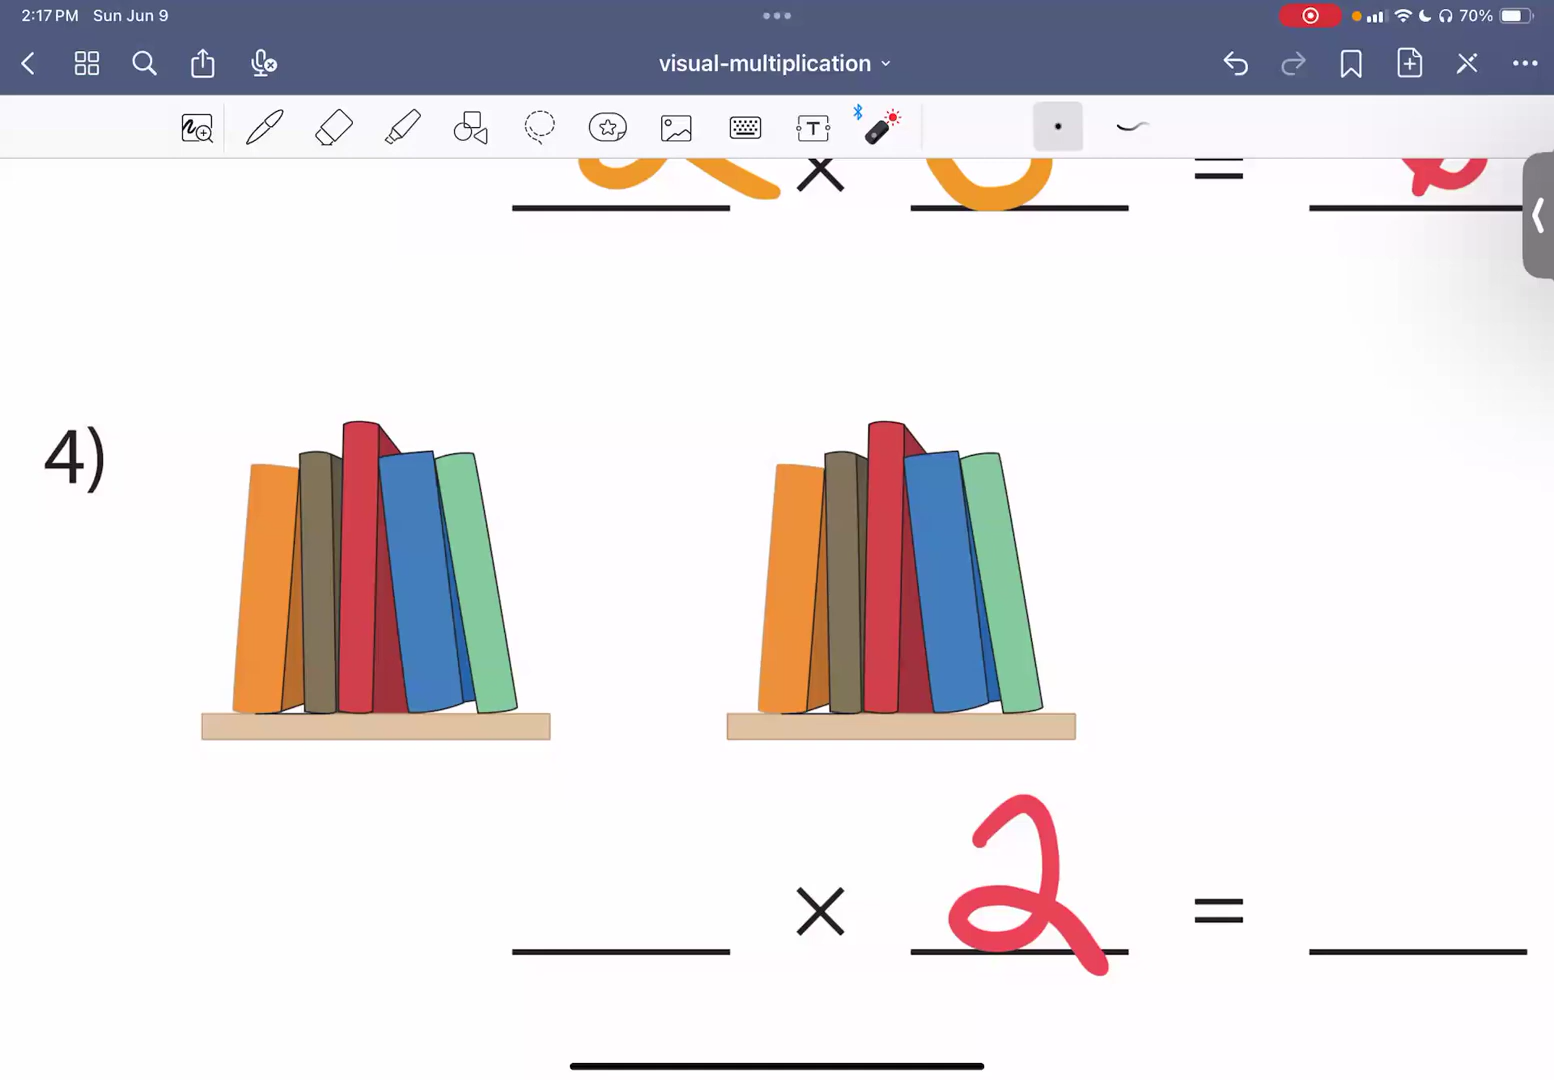 2:17 PM Sun Jun 9
70%
visual-multiplication
T
× =
4)
× 2 =